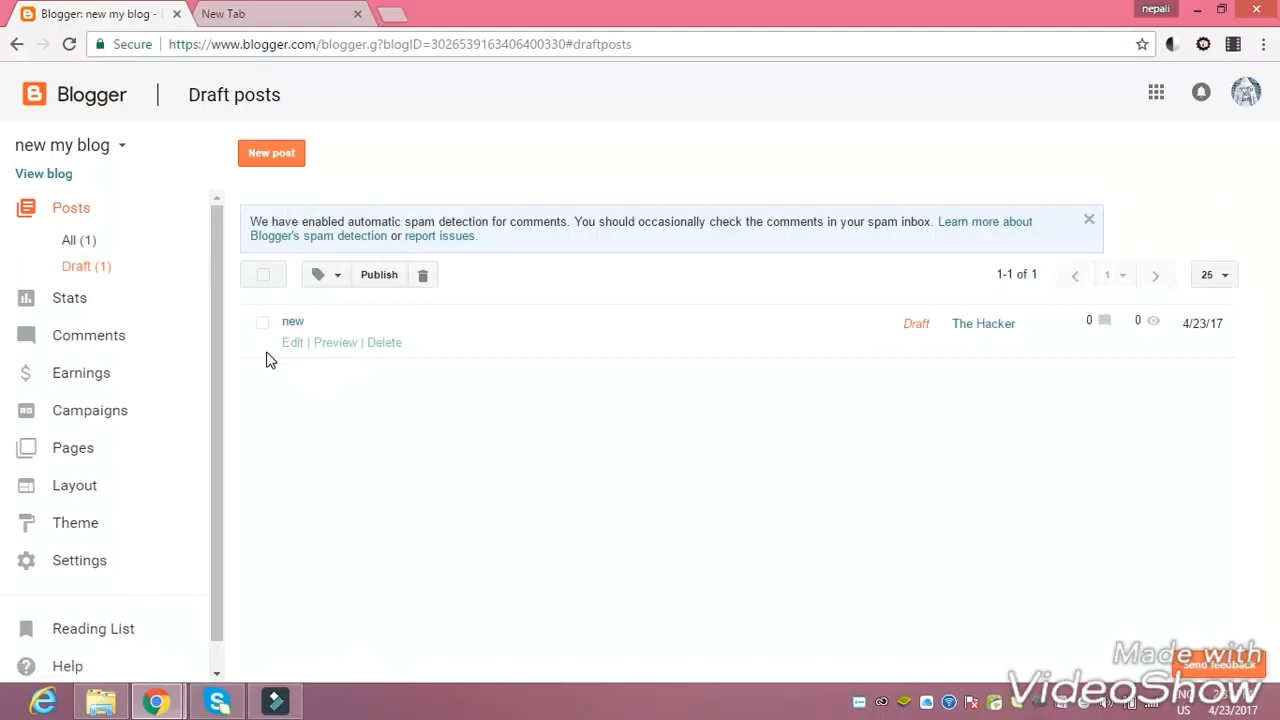 Blogger: new my blog -
New Tab
nepali
Secure
https://www.blogger.com/blogger.g?blogID=3026539163406400330#draftposts
Blogger
Draft posts
new my blog
View blog
New post
Posts
All (1)
Draft (1)
Stats
Comments
Earnings
Campaigns
Pages
Layout
Theme
Settings
Reading List
Help
We have enabled automatic spam detection for comments. You should occasionally check the comments in your spam inbox. Learn more about
Blogger's spam detection or report issues.
Publish
1-1 of 1
1
25
new
Draft
The Hacker
0
0
4/23/17
Edit | Preview | Delete
Made with
VideoShow
Send feedback
US
4/23/2017